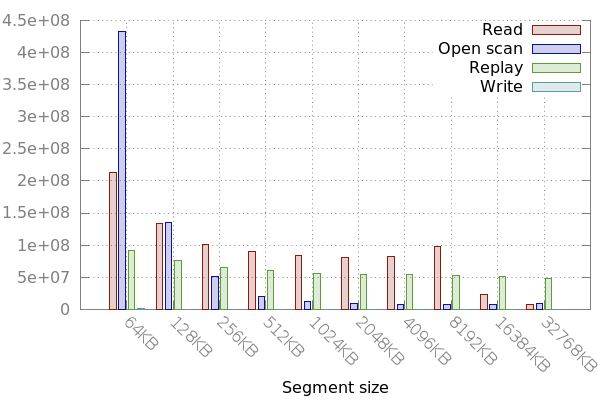 4.5e+08
4e+08
3.5e+08
3e+08
2.5e+08
2e+08
1.5e+08
1e+08
5e+07
0
Read
Open scan
Replay
Write
64KB
128KB
256KB
512KB
1024KB
2048KB
4096KB
8192KB
16384KB
32768KB
Segment size